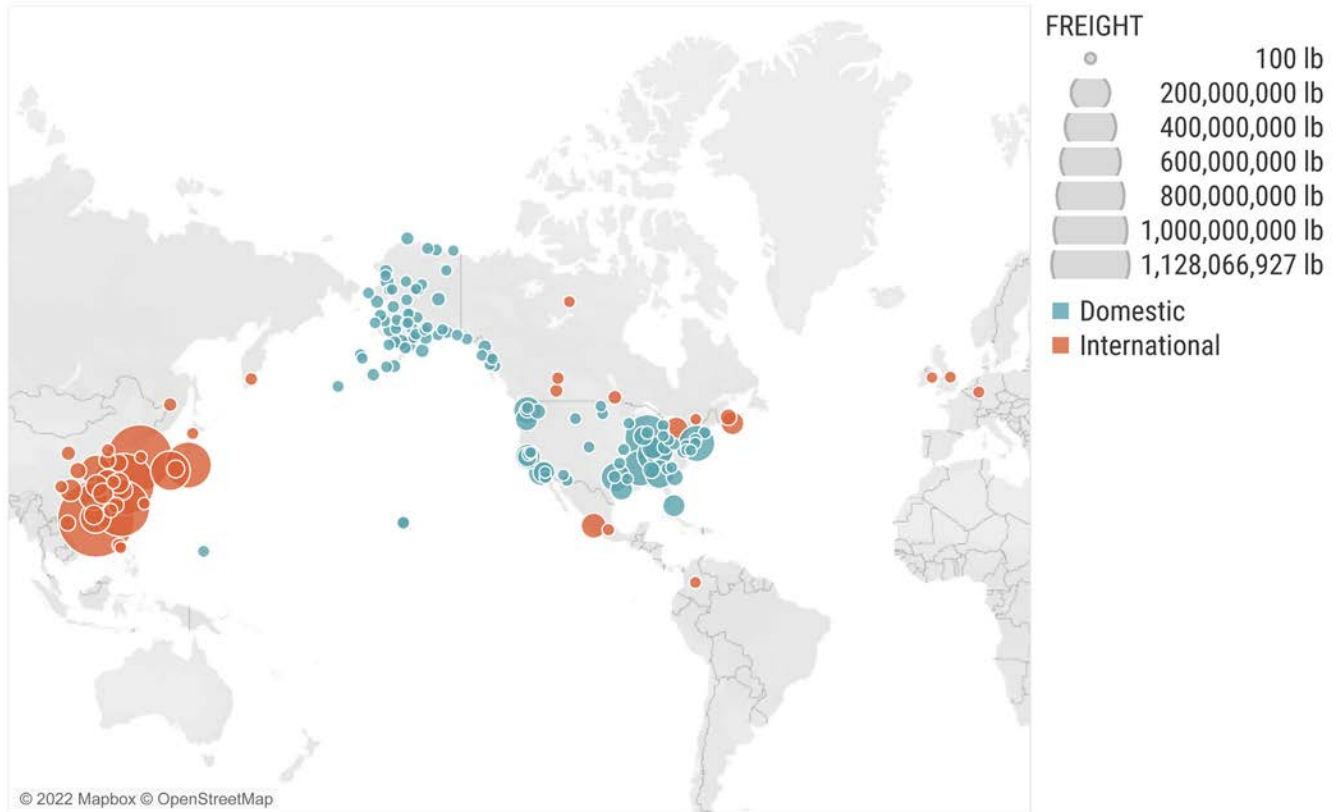 FREIGHT
100 lb
200,000,000 lb
400,000,000 lb
600,000,000 lb
800,000,000 lb
1,000,000,000 lb
1,128,066,927 lb
Domestic
International
© 2022 Mapbox © OpenStreetMap